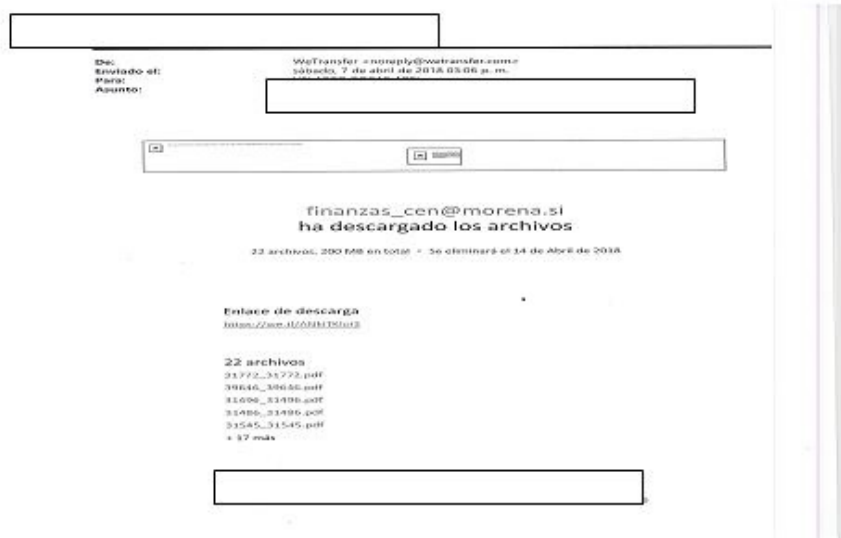 De: WeTransfer <noreply@wetransfer.com>
Enviado el: sábado, 7 de abril de 2018 03:06 p. m.
Para:
Asunto:
finanzas_cen@morena.si
ha descargado los archivos
22 archivos, 200 MB en total • Se eliminará el 14 de Abril de 2018
Enlace de descarga
22 archivos
31772_31772.pdf
39646_39646.pdf
31496_31496.pdf
31486_31486.pdf
31545_31545.pdf
+ 17 más